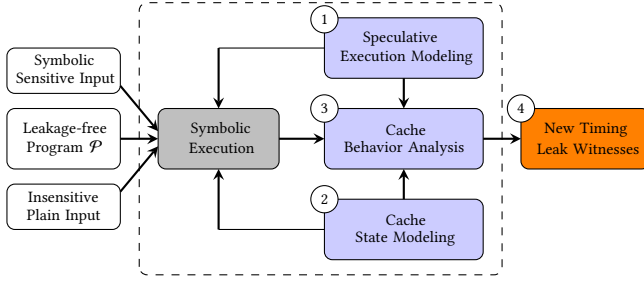 Symbolic
Sensitive Input
Leakage-free
Program 𝒫
Insensitive
Plain Input
Symbolic
Execution
1
Speculative
Execution Modeling
3
Cache
Behavior Analysis
2
Cache
State Modeling
4
New Timing
Leak Witnesses